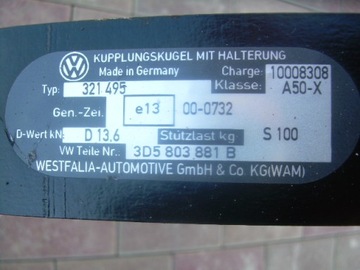 KUPPLUNGSKUGEL MIT HALTERUNG
Made in Germany Charge: 10008308
Typ: 321 495 Klasse: A50-X
Gen.-Zei. e13 00-0732
D-Wert kN D 13,6 Stützlast kg S 100
VW Teile Nr.: 3D5 803 881 B
WESTFALIA-AUTOMOTIVE GmbH & Co KG(WAM)